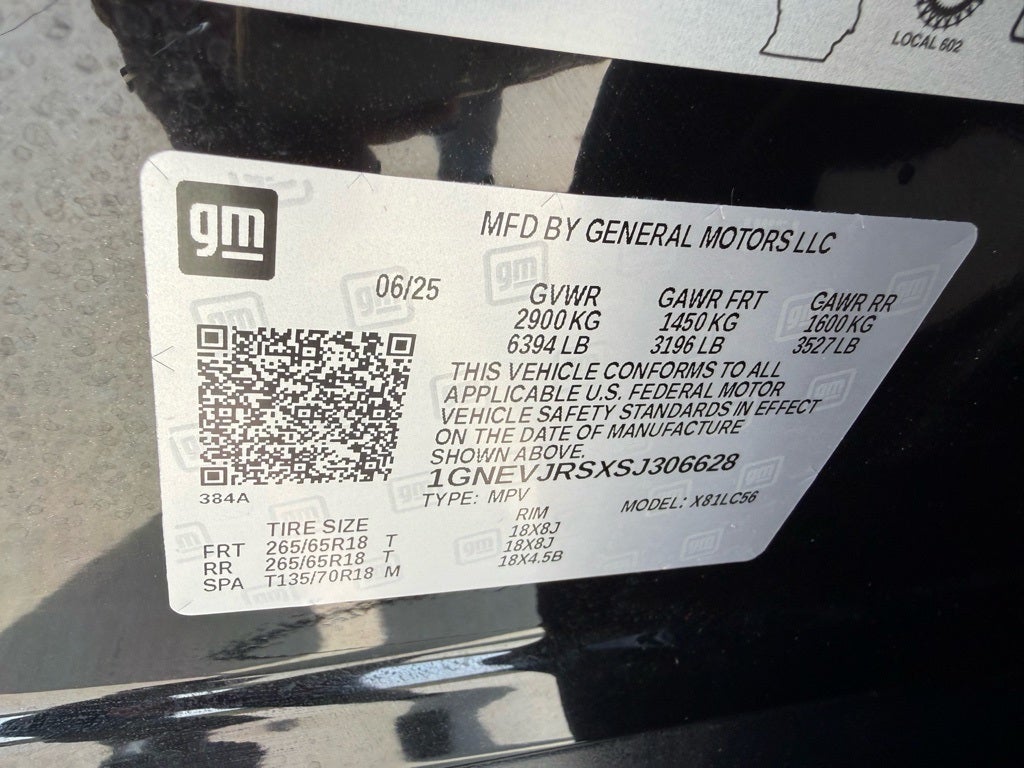 LOCAL 602
gm
MFD BY GENERAL MOTORS LLC
06/25
GVWR GAWR FRT GAWR RR
2900 KG 1450 KG 1600 KG
6394 LB 3196 LB 3527 LB
THIS VEHICLE CONFORMS TO ALL
APPLICABLE U.S. FEDERAL MOTOR
VEHICLE SAFETY STANDARDS IN EFFECT
ON THE DATE OF MANUFACTURE
SHOWN ABOVE.
1GNEVJRSXSJ306628
384A
TYPE: MPV MODEL: X81LC56
TIRE SIZE RIM
FRT 265/65R18 T 18X8J
RR 265/65R18 T 18X8J
SPA T135/70R18 M 18X4.5B